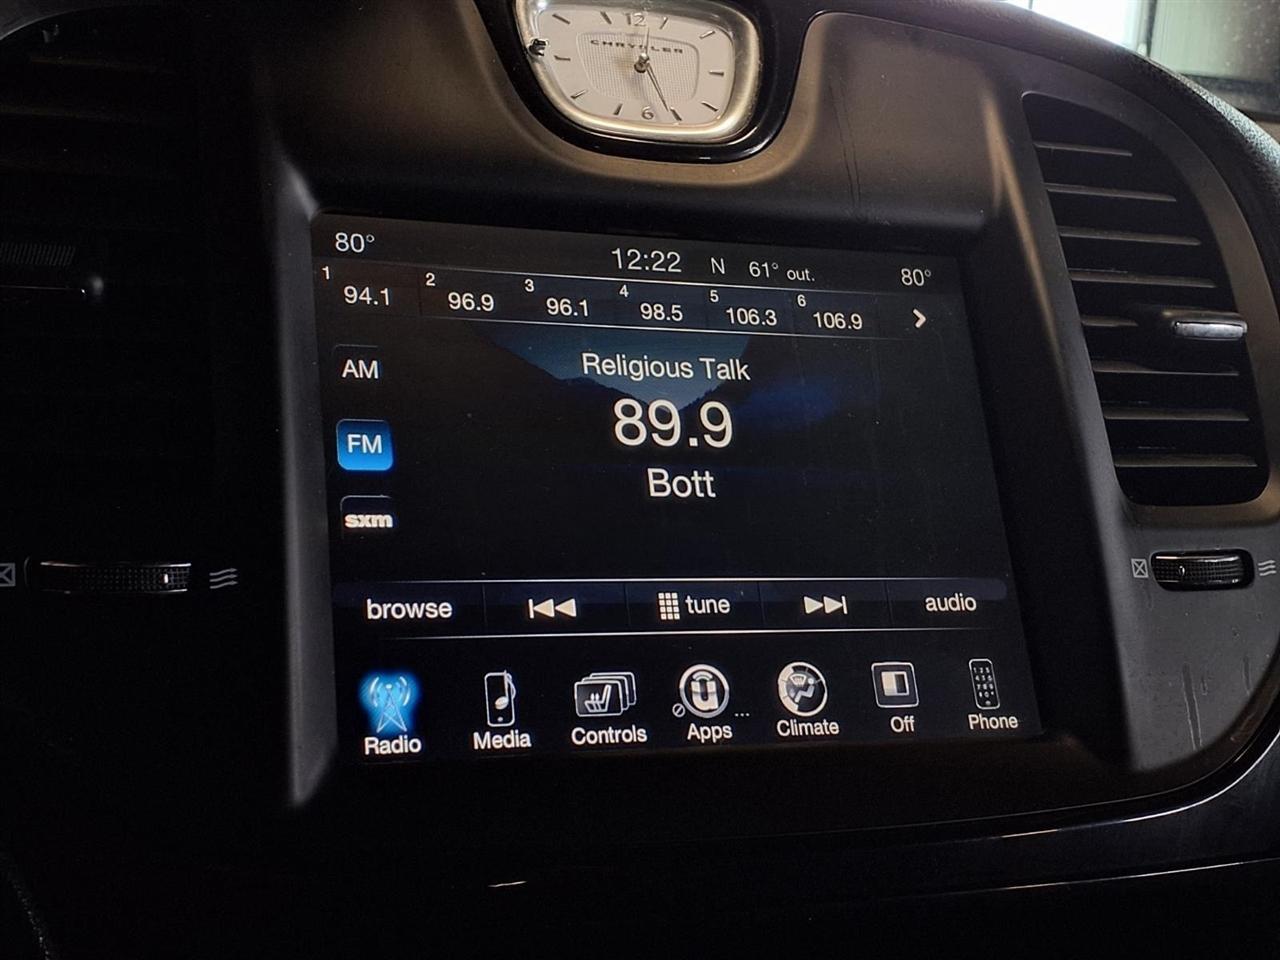 12
CHRYSLER
6
80° 12:22 N 61° out. 80°
1 94.1 2 96.9 3 96.1 4 98.5 5 106.3 6 106.9
AM
FM
sxm
Religious Talk
89.9
Bott
browse tune audio
Radio Media Controls Apps Climate Off Phone